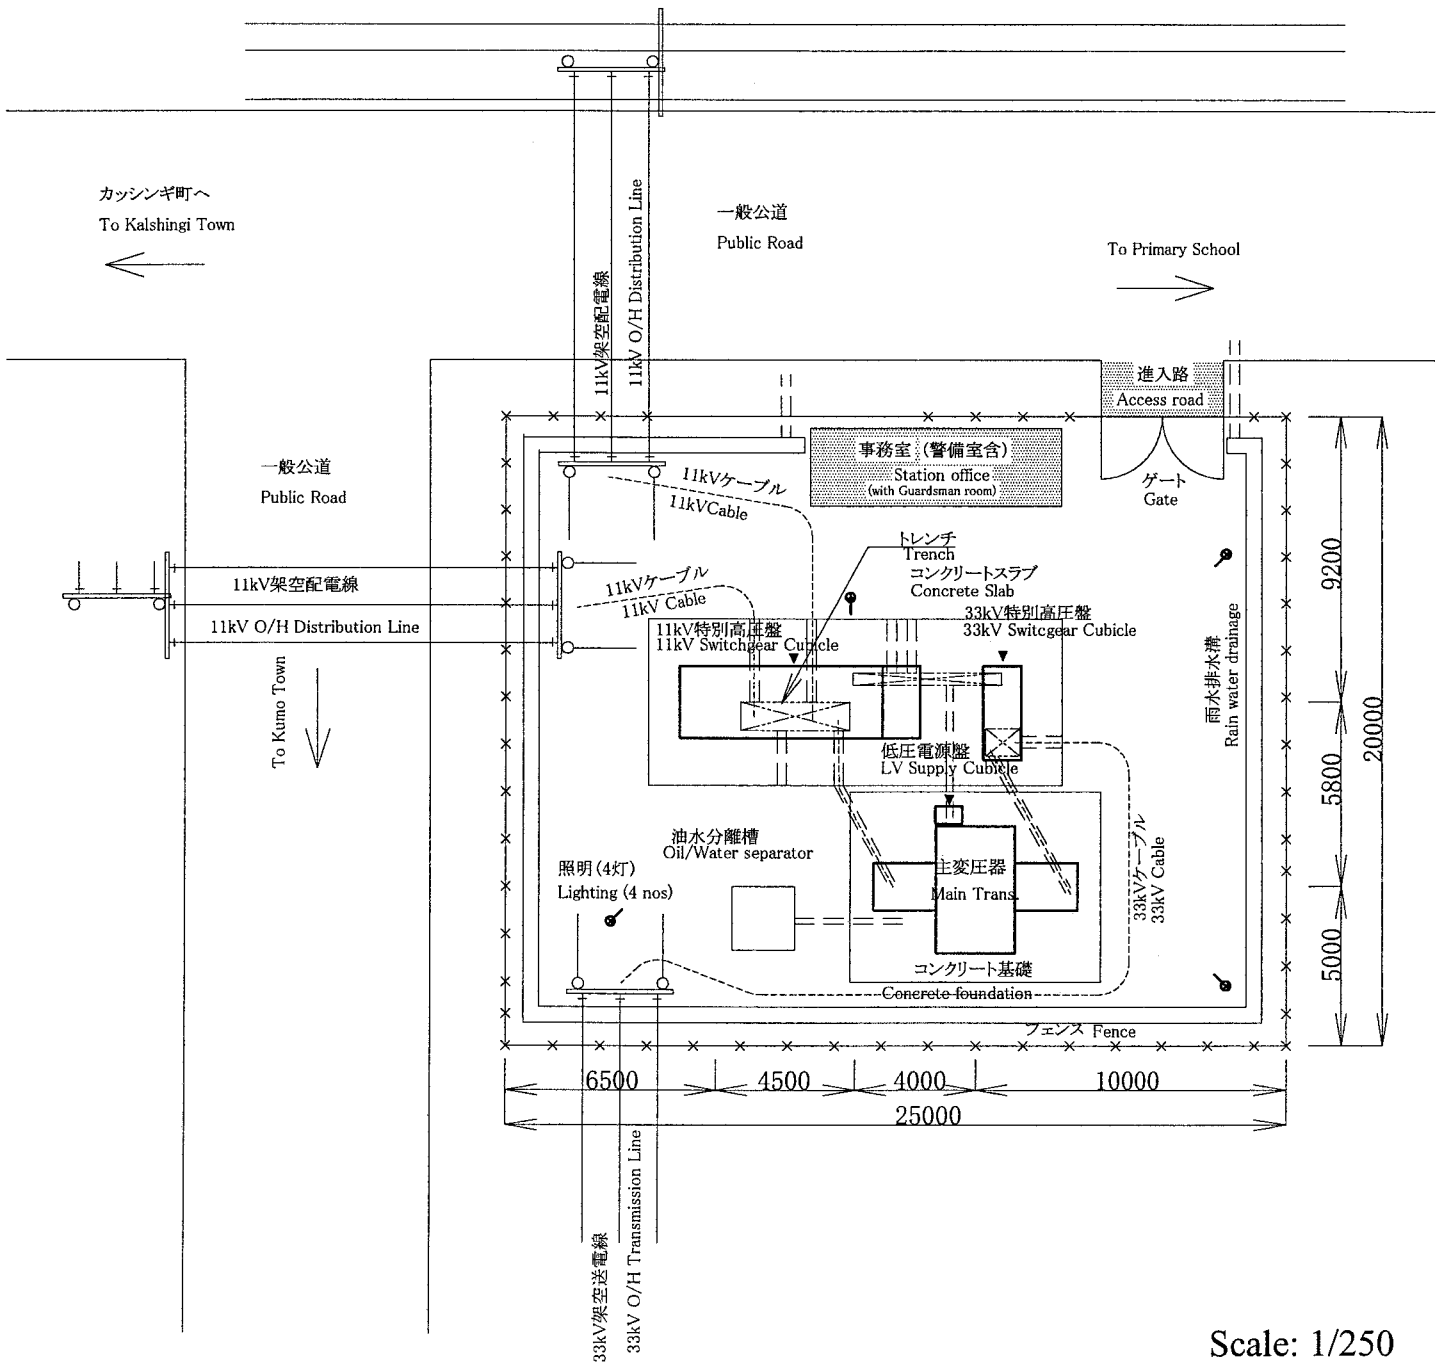 カッシンギ町へ
To Kalshingi Town
一般公道
Public Road
To Primary School
11kV架空配電線
11kV O/H Distribution Line
進入路
Access road
事務室 (警備室含)
Station office
(with Guardsman room)
ゲート
Gate
一般公道
Public Road
11kVケーブル
11kVCable
トレンチ
Trench
コンクリートスラブ
Concrete Slab
11kVケーブル
11kV Cable
11kV架空配電線
11kV O/H Distribution Line
To Kumo Town
11kV特別高圧盤
11kV Switchgear Cubicle
33kV特別高圧盤
33kV Switcgear Cubicle
雨水排水溝
Rain water drainage
9200
20000
5800
5000
低圧電源盤
LV Supply Cubicle
油水分離槽
Oil/Water separator
照明(4灯)
Lighting (4 nos)
主変圧器
Main Trans.
33kVケーブル
33kV Cable
コンクリート基礎
Concrete foundation
フェンス Fence
6500
4500
4000
10000
25000
33kV架空送電線
33kV O/H Transmission Line
Scale: 1/250